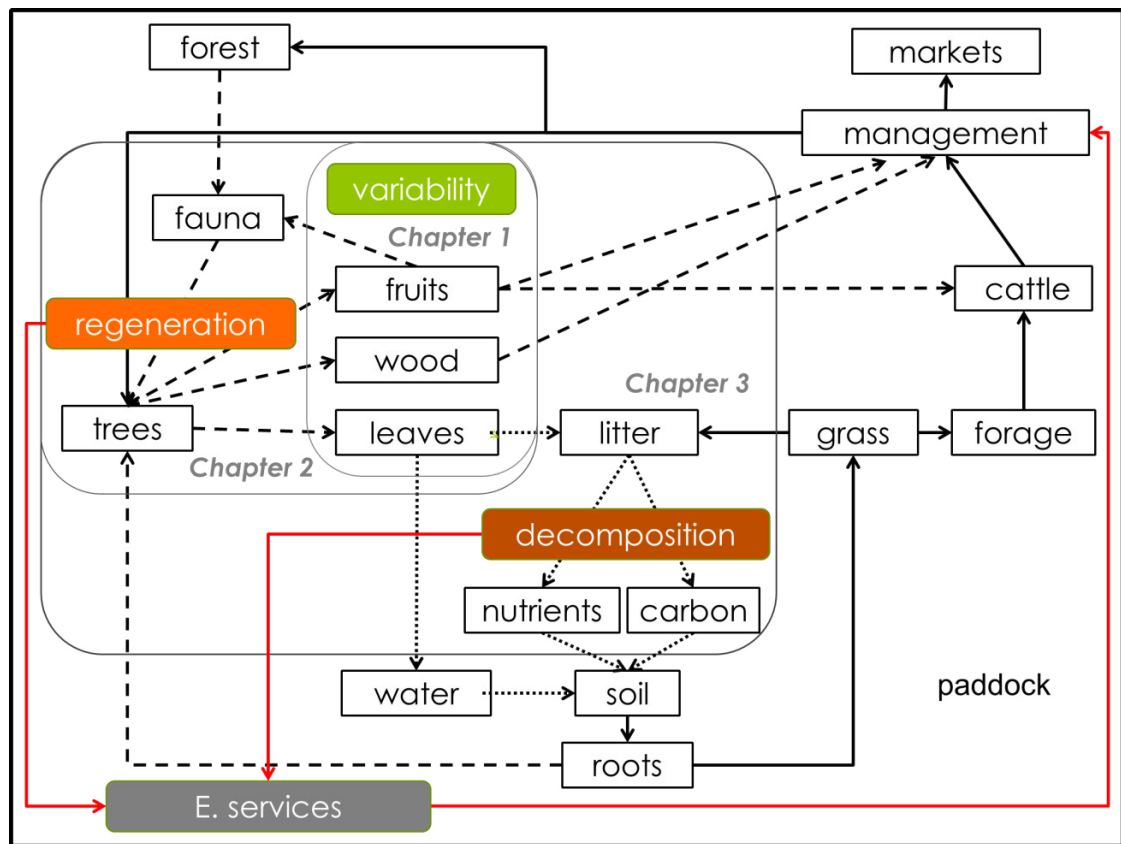 forest
markets
management
variability
fauna
Chapter 1
fruits
cattle
regeneration
wood
Chapter 3
trees
leaves
litter
grass
forage
Chapter 2
decomposition
nutrients
carbon
water
soil
paddock
roots
E. services